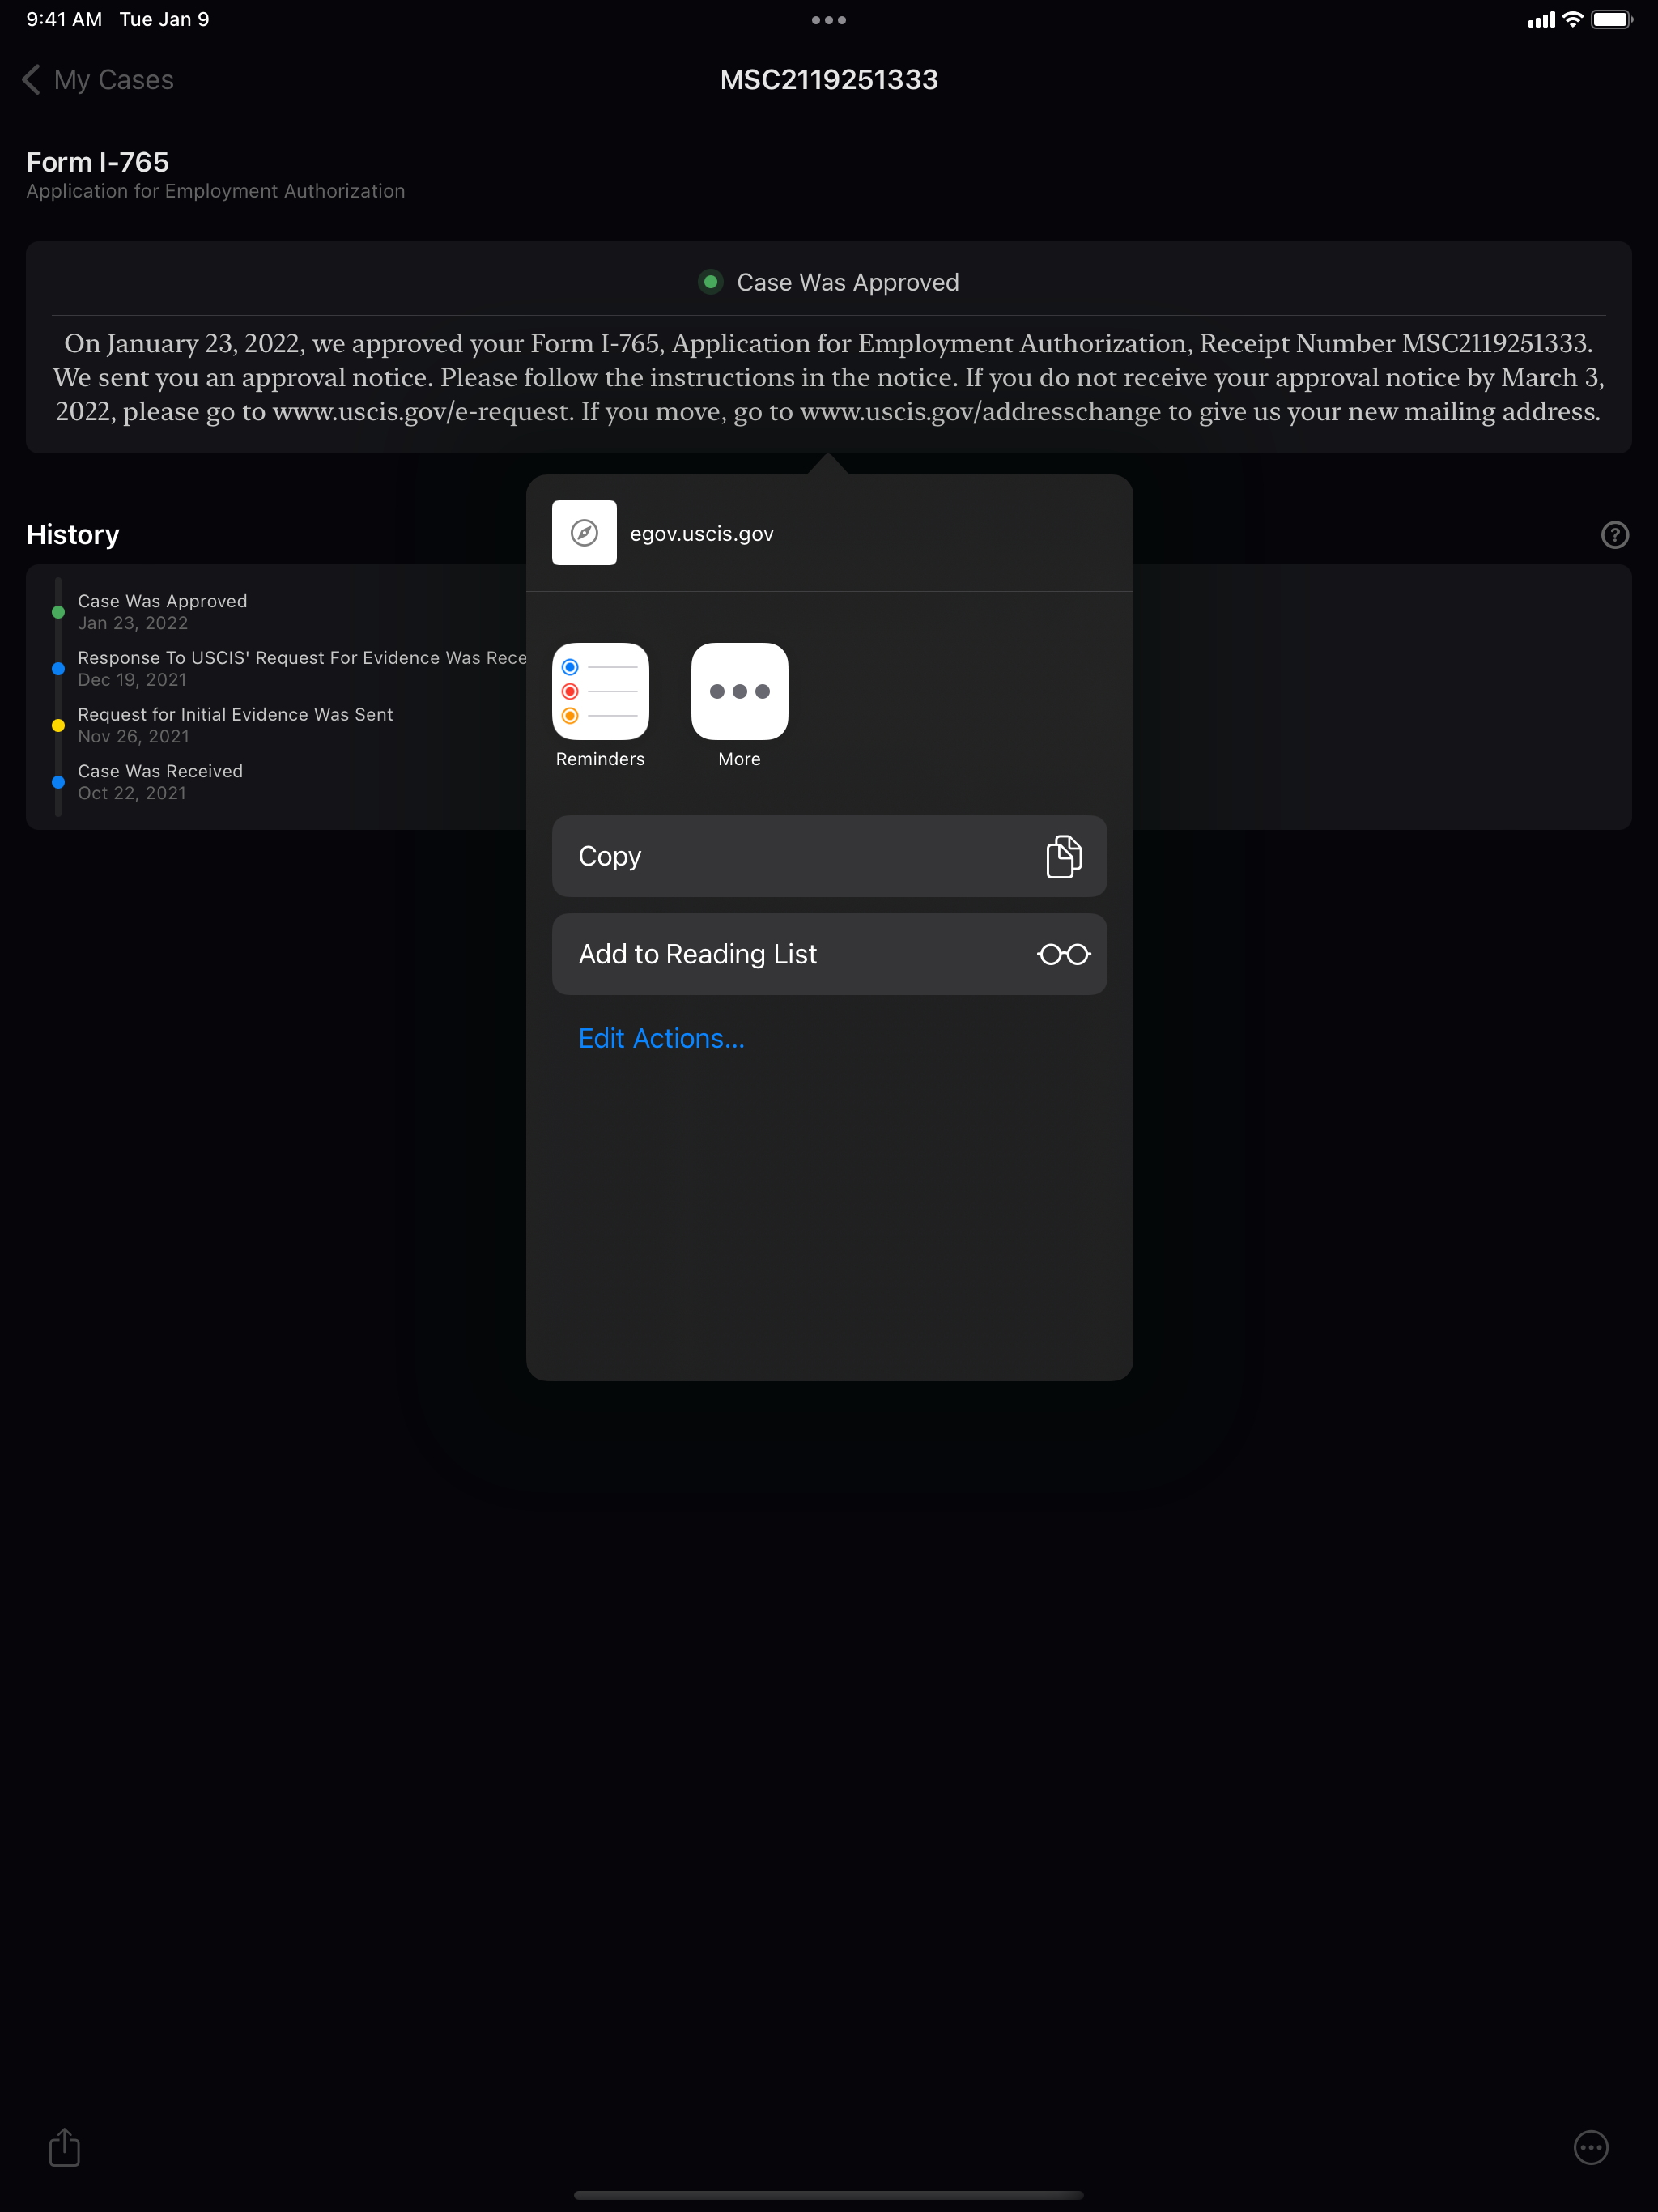 9:41 AM Tue Jan 9
My Cases
MSC2119251333
Form I-765
Application for Employment Authorization
Case Was Approved
On January 23, 2022, we approved your Form I-765, Application for Employment Authorization, Receipt Number MSC2119251333.
We sent you an approval notice. Please follow the instructions in the notice. If you do not receive your approval notice by March 3,
2022, please go to www.uscis.gov/e-request. If you move, go to www.uscis.gov/addresschange to give us your new mailing address.
egov.uscis.gov
History
?
Case Was Approved
Jan 23, 2022
Response To USCIS' Request For Evidence Was Rece
Dec 19, 2021
Request for Initial Evidence Was Sent
Nov 26, 2021
Case Was Received
Oct 22, 2021
Reminders
More
Copy
Add to Reading List
Edit Actions...